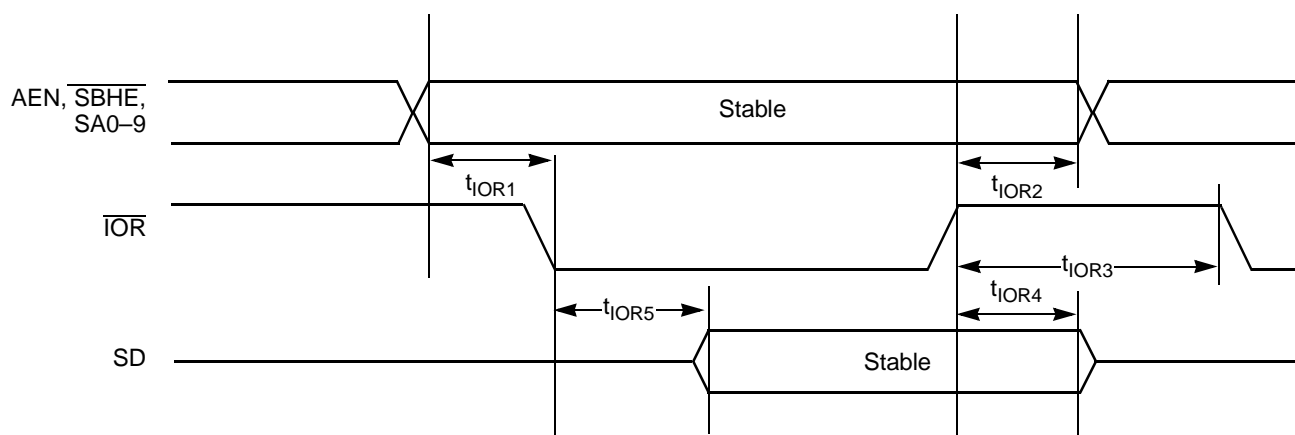 AEN, SBHE,
SA0–9
Stable
tIOR1
tIOR2
IOR
tIOR3
tIOR4
tIOR5
SD
Stable